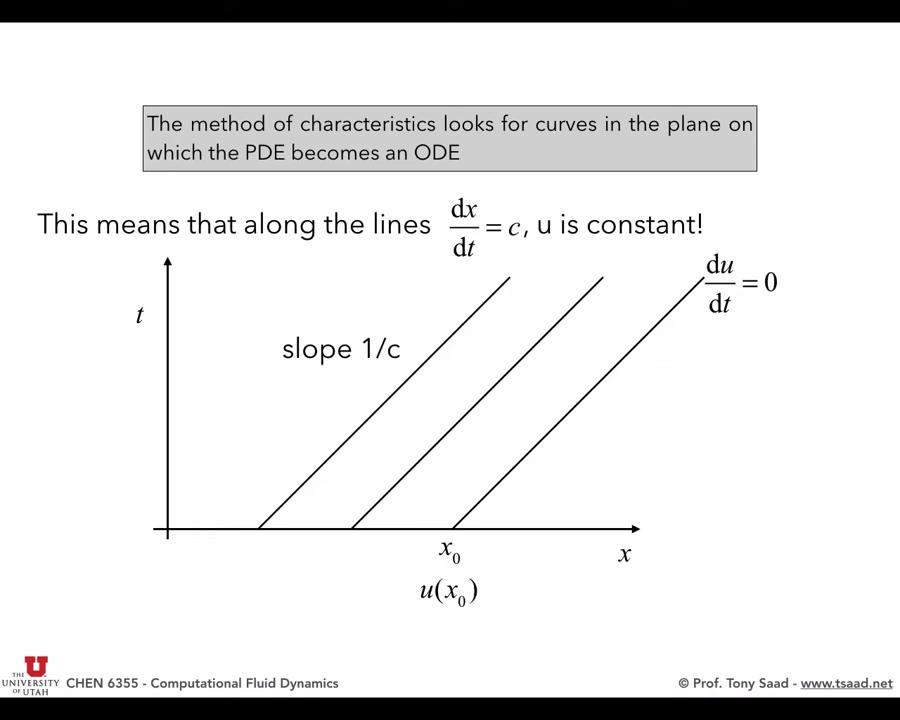 The method of characteristics looks for curves in the plane on
which the PDE becomes an ODE
This means that along the lines dx/dt = c, u is constant!
du/dt = 0
t
slope 1/c
x₀
x
u(x₀)
THE
UNIVERSITY
OF UTAH
CHEN 6355 - Computational Fluid Dynamics
© Prof. Tony Saad - www.tsaad.net